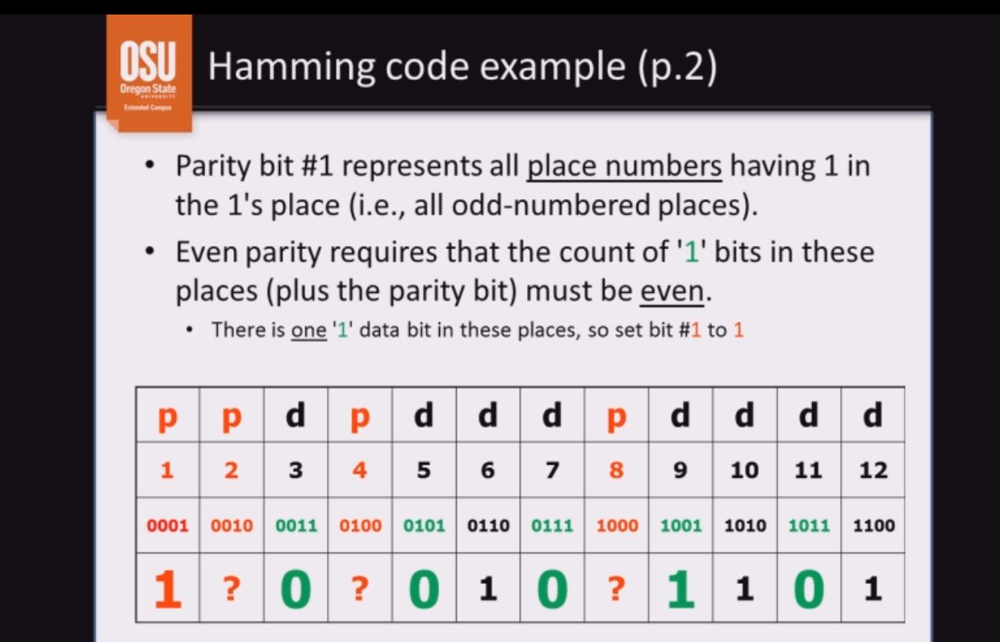 OSU
Oregon State
UNIVERSITY
Extended Campus
Hamming code example (p.2)
• Parity bit #1 represents all place numbers having 1 in
the 1's place (i.e., all odd-numbered places).
• Even parity requires that the count of '1' bits in these
places (plus the parity bit) must be even.
• There is one '1' data bit in these places, so set bit #1 to 1
p p d p d d d p d d d d
1 2 3 4 5 6 7 8 9 10 11 12
0001 0010 0011 0100 0101 0110 0111 1000 1001 1010 1011 1100
1 ? 0 ? 0 1 0 ? 1 1 0 1